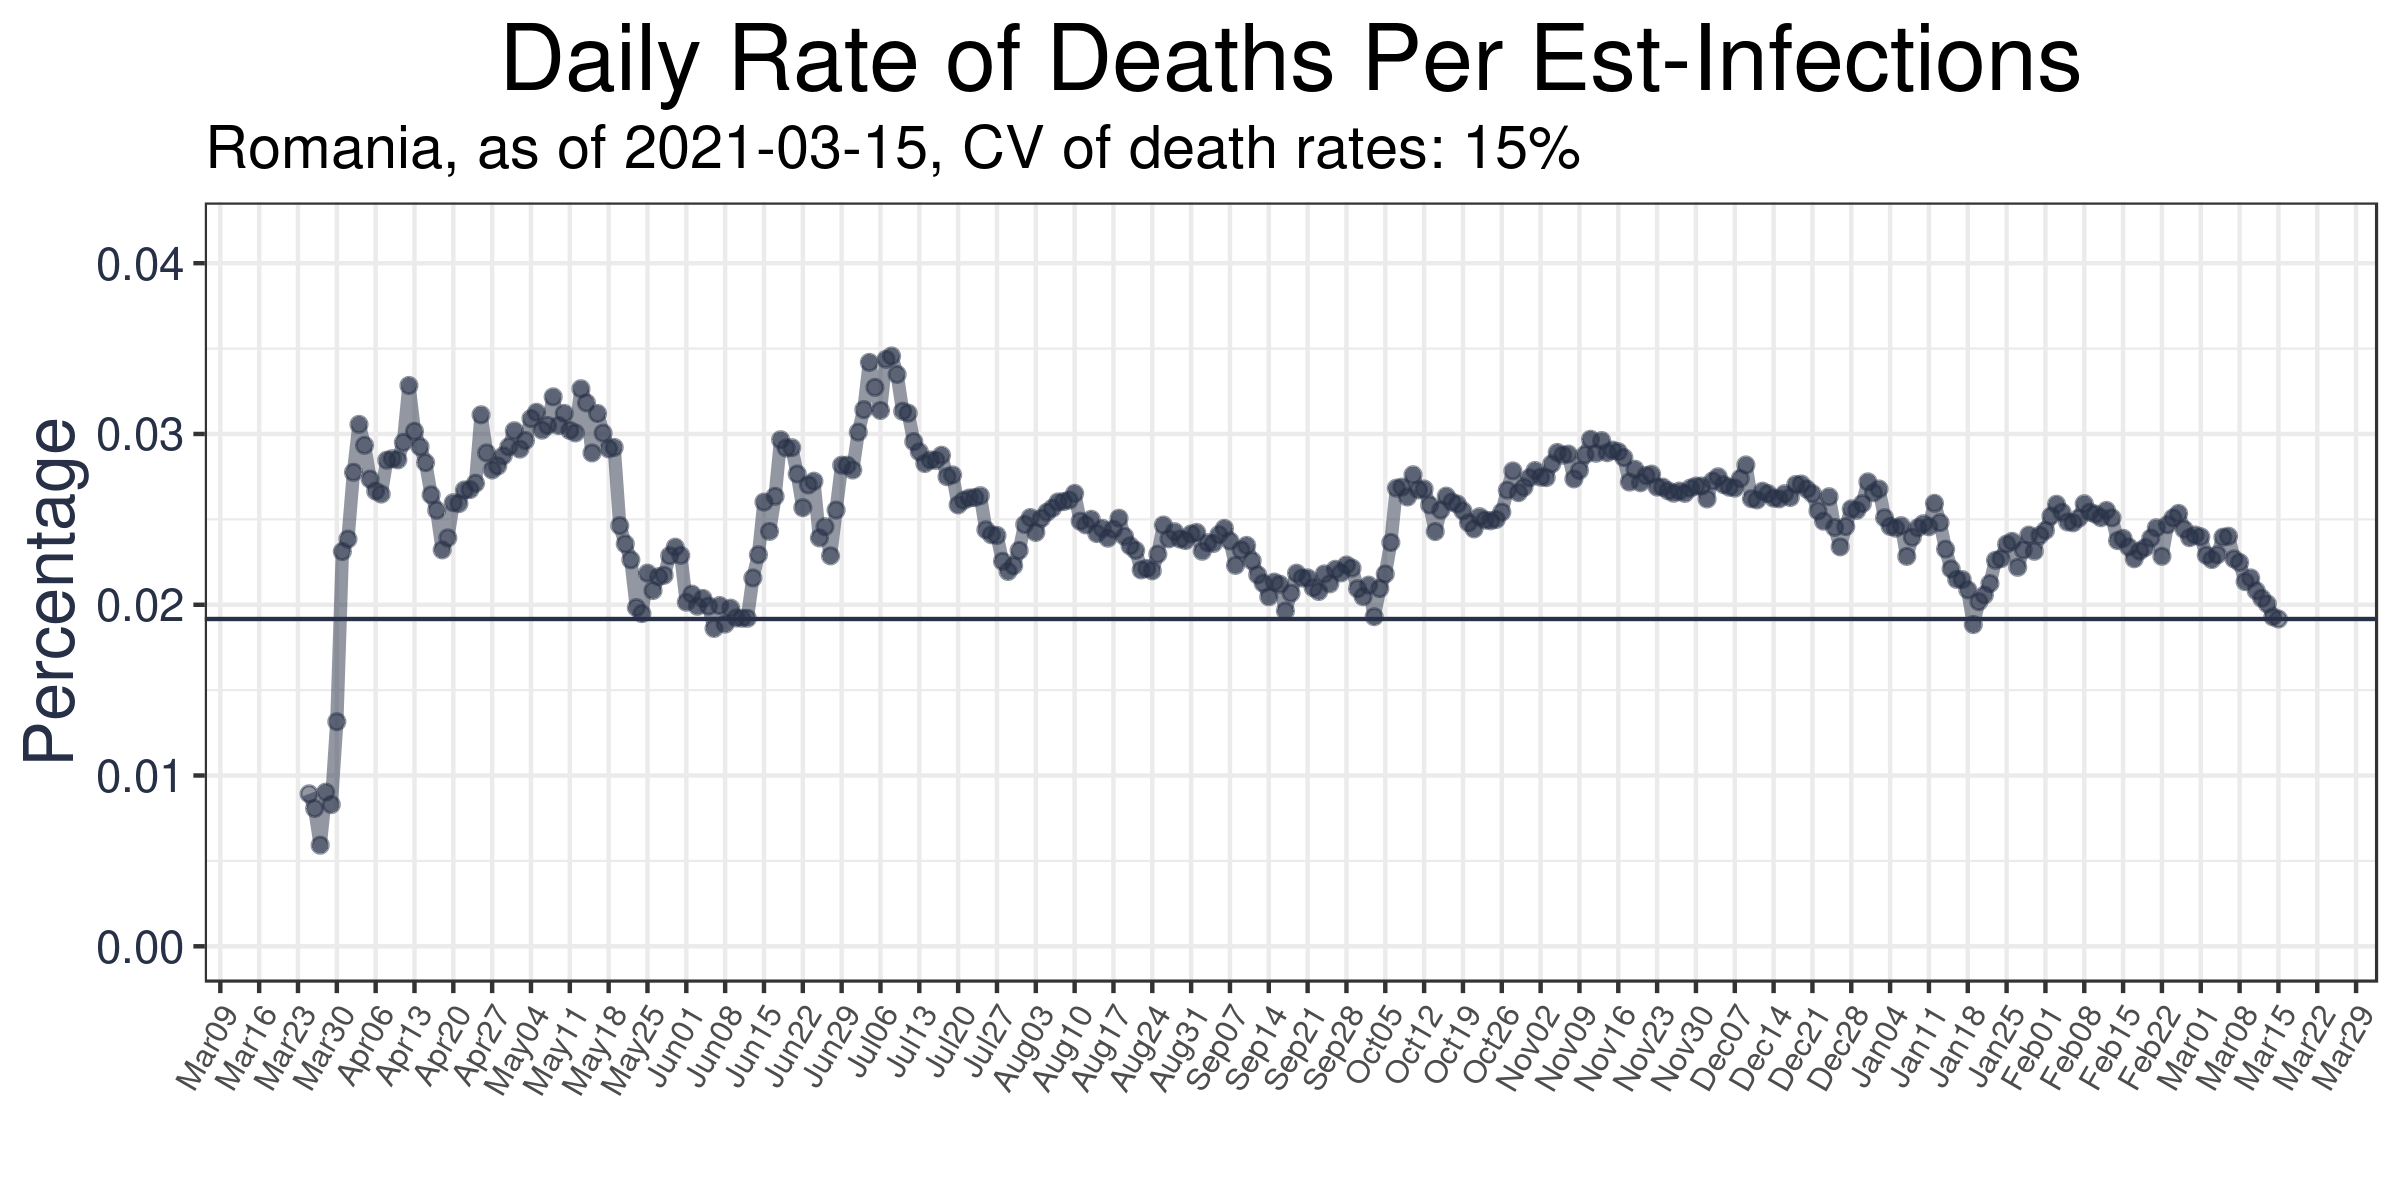 Daily Rate of Deaths Per Est-Infections
Romania, as of 2021-03-15, CV of death rates: 15%
Percentage
0.04
0.03
0.02
0.01
0.00
Mar09
Mar16
Mar23
Mar30
Apr06
Apr13
Apr20
Apr27
May04
May11
May18
May25
Jun01
Jun08
Jun15
Jun22
Jun29
Jul06
Jul13
Jul20
Jul27
Aug03
Aug10
Aug17
Aug24
Aug31
Sep07
Sep14
Sep21
Sep28
Oct05
Oct12
Oct19
Oct26
Nov02
Nov09
Nov16
Nov23
Nov30
Dec07
Dec14
Dec21
Dec28
Jan04
Jan11
Jan18
Jan25
Feb01
Feb08
Feb15
Feb22
Mar01
Mar08
Mar15
Mar22
Mar29